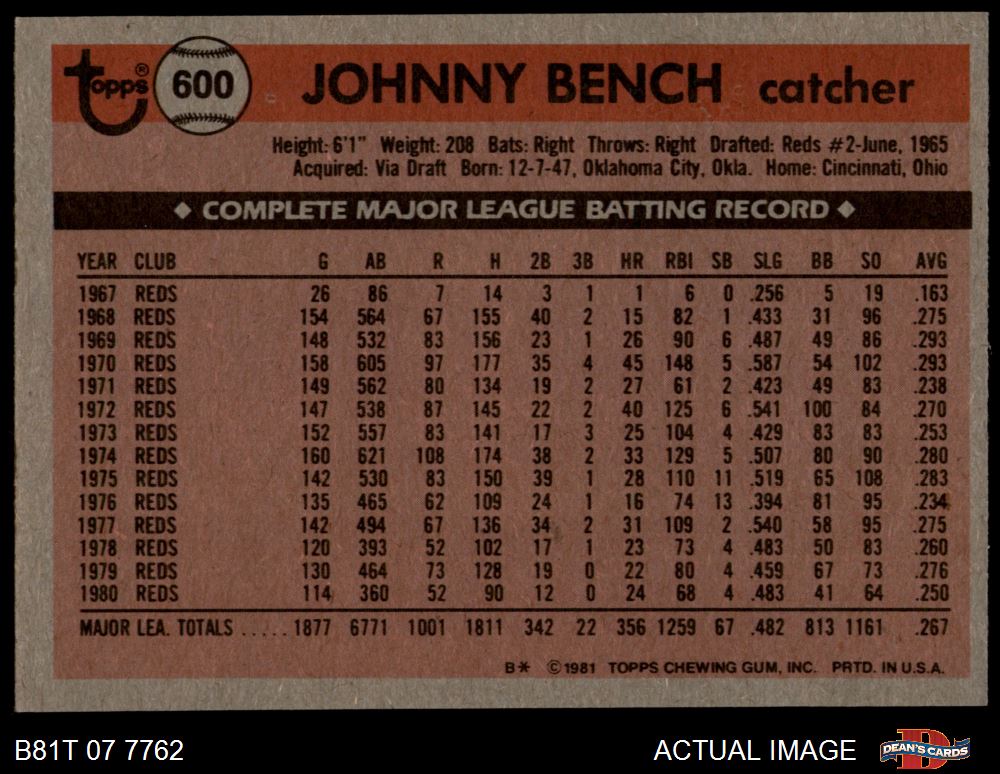 topps® 600 JOHNNY BENCH catcher
Height: 6'1" Weight: 208 Bats: Right Throws: Right Drafted: Reds #2-June, 1965
Acquired: Via Draft Born: 12-7-47, Oklahoma City, Okla. Home: Cincinnati, Ohio
◆ COMPLETE MAJOR LEAGUE BATTING RECORD ◆
YEAR CLUB G AB R H 2B 3B HR RBI SB SLG BB SO AVG
1967 REDS 26 86 7 14 3 1 1 6 0 .256 5 19 .163
1968 REDS 154 564 67 155 40 2 15 82 1 .433 31 96 .275
1969 REDS 148 532 83 156 23 1 26 90 6 .487 49 86 .293
1970 REDS 158 605 97 177 35 4 45 148 5 .587 54 102 .293
1971 REDS 149 562 80 134 19 2 27 61 2 .423 49 83 .238
1972 REDS 147 538 87 145 22 2 40 125 6 .541 100 84 .270
1973 REDS 152 557 83 141 17 3 25 104 4 .429 83 83 .253
1974 REDS 160 621 108 174 38 2 33 129 5 .507 80 90 .280
1975 REDS 142 530 83 150 39 1 28 110 11 .519 65 108 .283
1976 REDS 135 465 62 109 24 1 16 74 13 .394 81 95 .234
1977 REDS 142 494 67 136 34 2 31 109 2 .540 58 95 .275
1978 REDS 120 393 52 102 17 1 23 73 4 .483 50 83 .260
1979 REDS 130 464 73 128 19 0 22 80 4 .459 67 73 .276
1980 REDS 114 360 52 90 12 0 24 68 4 .483 41 64 .250
MAJOR LEA. TOTALS ..... 1877 6771 1001 1811 342 22 356 1259 67 .482 813 1161 .267
B* ©1981 TOPPS CHEWING GUM, INC. PRTD. IN U.S.A.
B81T 07 7762 ACTUAL IMAGE DEAN'S CARDS